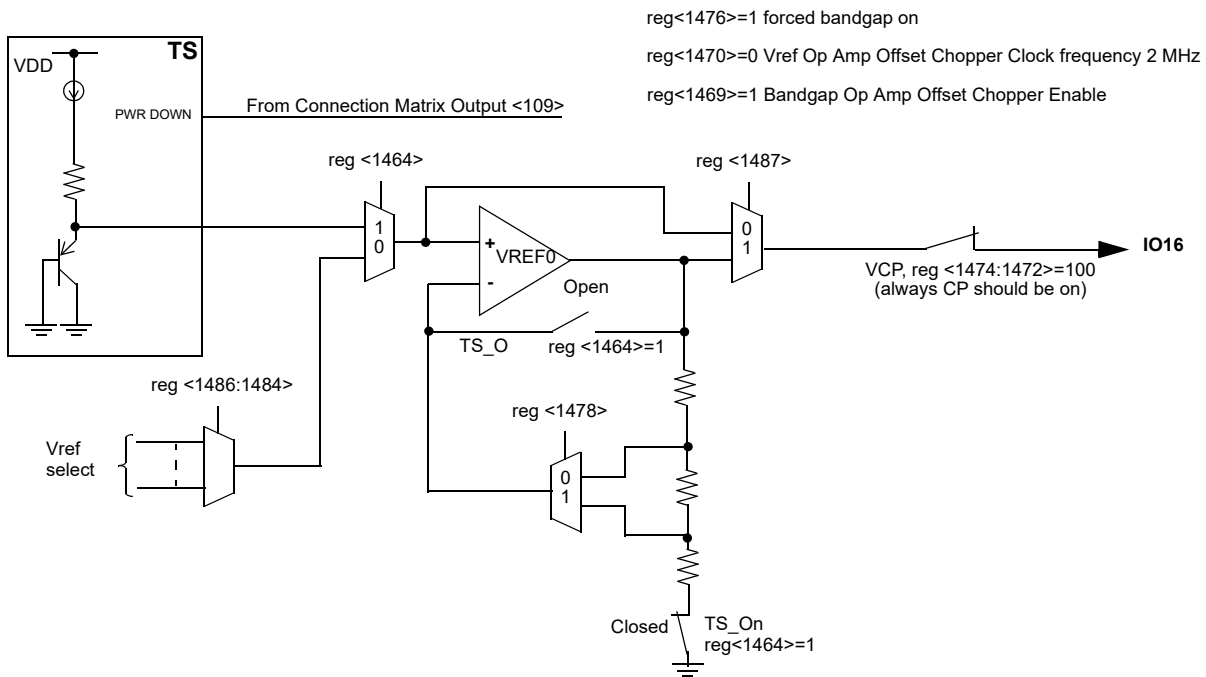 reg<1476>=1 forced bandgap on
reg<1470>=0 Vref Op Amp Offset Chopper Clock frequency 2 MHz
reg<1469>=1 Bandgap Op Amp Offset Chopper Enable
TS
VDD
PWR DOWN
From Connection Matrix Output <109>
reg <1464>
reg <1487>
1
0
+
VREF0
-
0
1
IO16
VCP, reg <1474:1472>=100
(always CP should be on)
Open
TS_O
reg <1464>=1
reg <1486:1484>
Vref
select
reg <1478>
0
1
Closed
TS_On
reg<1464>=1